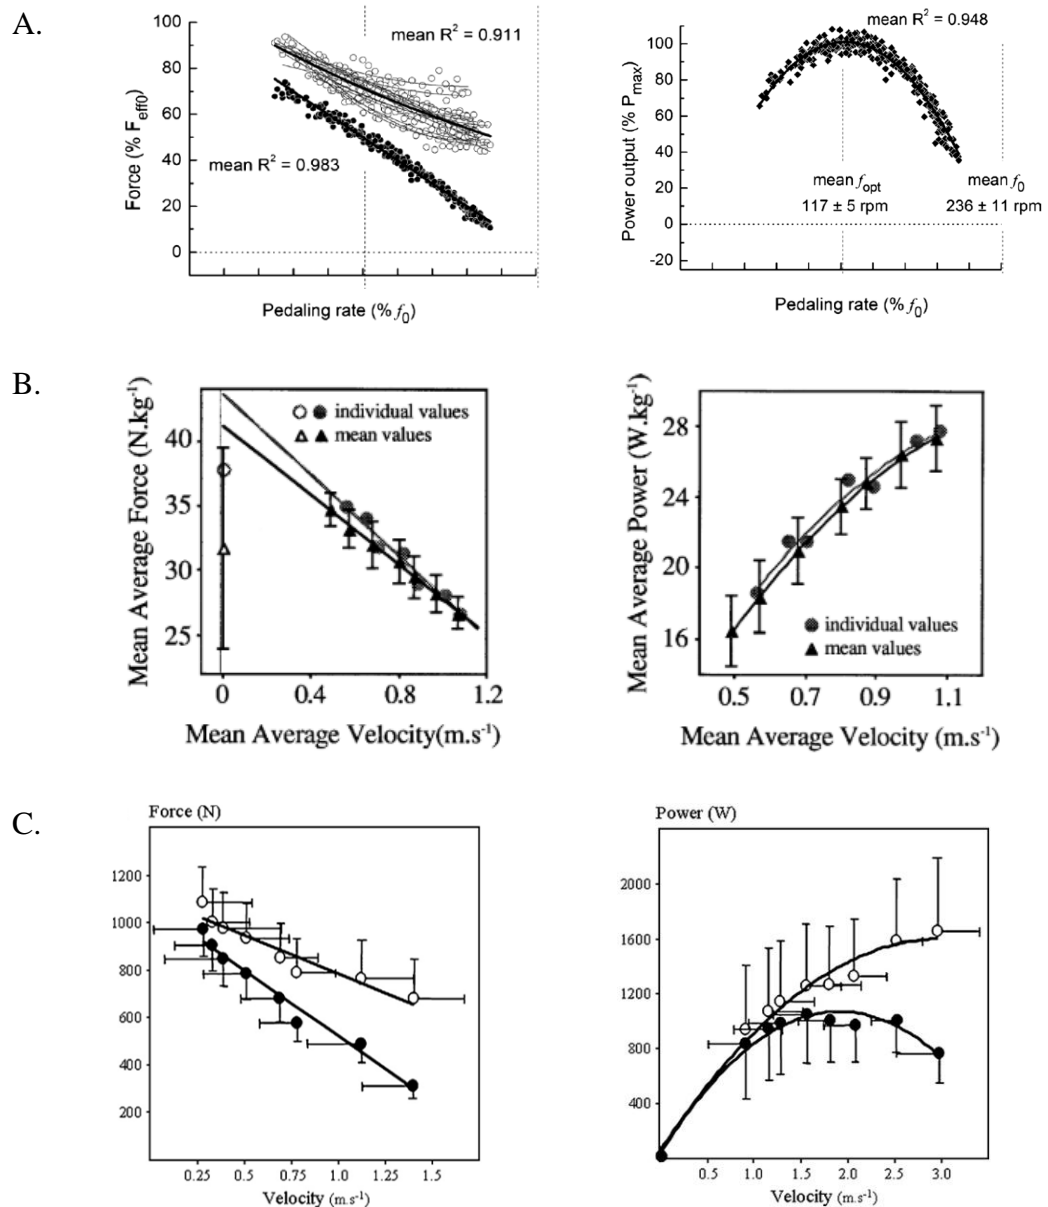 A.
100
80
60
40
20
0
Force (% F_eff0)
mean R² = 0.911
mean R² = 0.983
Pedaling rate (% f₀)
100
80
60
40
20
0
-20
Power output (% P_max)
mean R² = 0.948
mean f_opt
117 ± 5 rpm
mean f₀
236 ± 11 rpm
Pedaling rate (% f₀)
B.
Mean Average Force (N.kg⁻¹)
40
35
30
25
individual values
mean values
0
0.4
0.8
1.2
Mean Average Velocity(m.s⁻¹)
Mean Average Power (W.kg⁻¹)
28
24
20
16
individual values
mean values
0.5
0.7
0.9
1.1
Mean Average Velocity (m.s⁻¹)
C.
Force (N)
1200
1000
800
600
400
200
0.25
0.5
0.75
1.0
1.25
1.5
Velocity (m.s⁻¹)
Power (W)
2000
1600
1200
800
400
0.5
1.0
1.5
2.0
2.5
3.0
Velocity (m.s⁻¹)